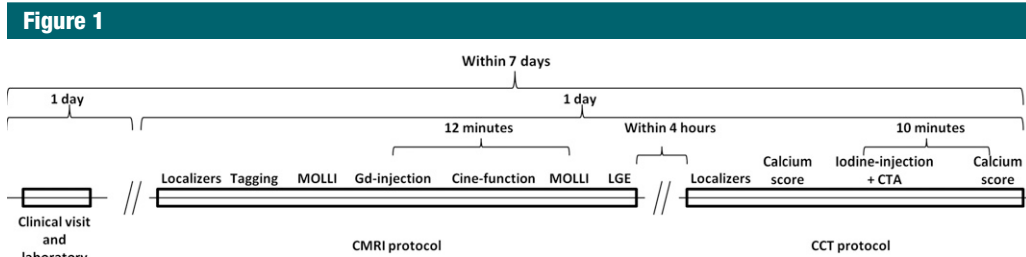 Figure 1
Within 7 days
1 day
1 day
12 minutes
Within 4 hours
10 minutes
Localizers Tagging MOLLI Gd-injection Cine-function MOLLI LGE
Localizers
Calcium
score
Iodine-injection
+ CTA
Calcium
score
Clinical visit
and
laboratory
CMRI protocol
CCT protocol